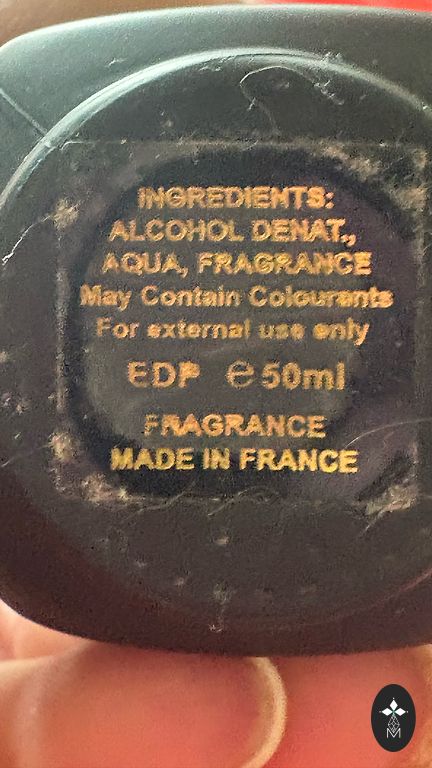 INGREDIENTS:
ALCOHOL DENAT.,
AQUA, FRAGRANCE
May Contain Colourants
For external use only
EDP ℮50ml
FRAGRANCE
MADE IN FRANCE
M